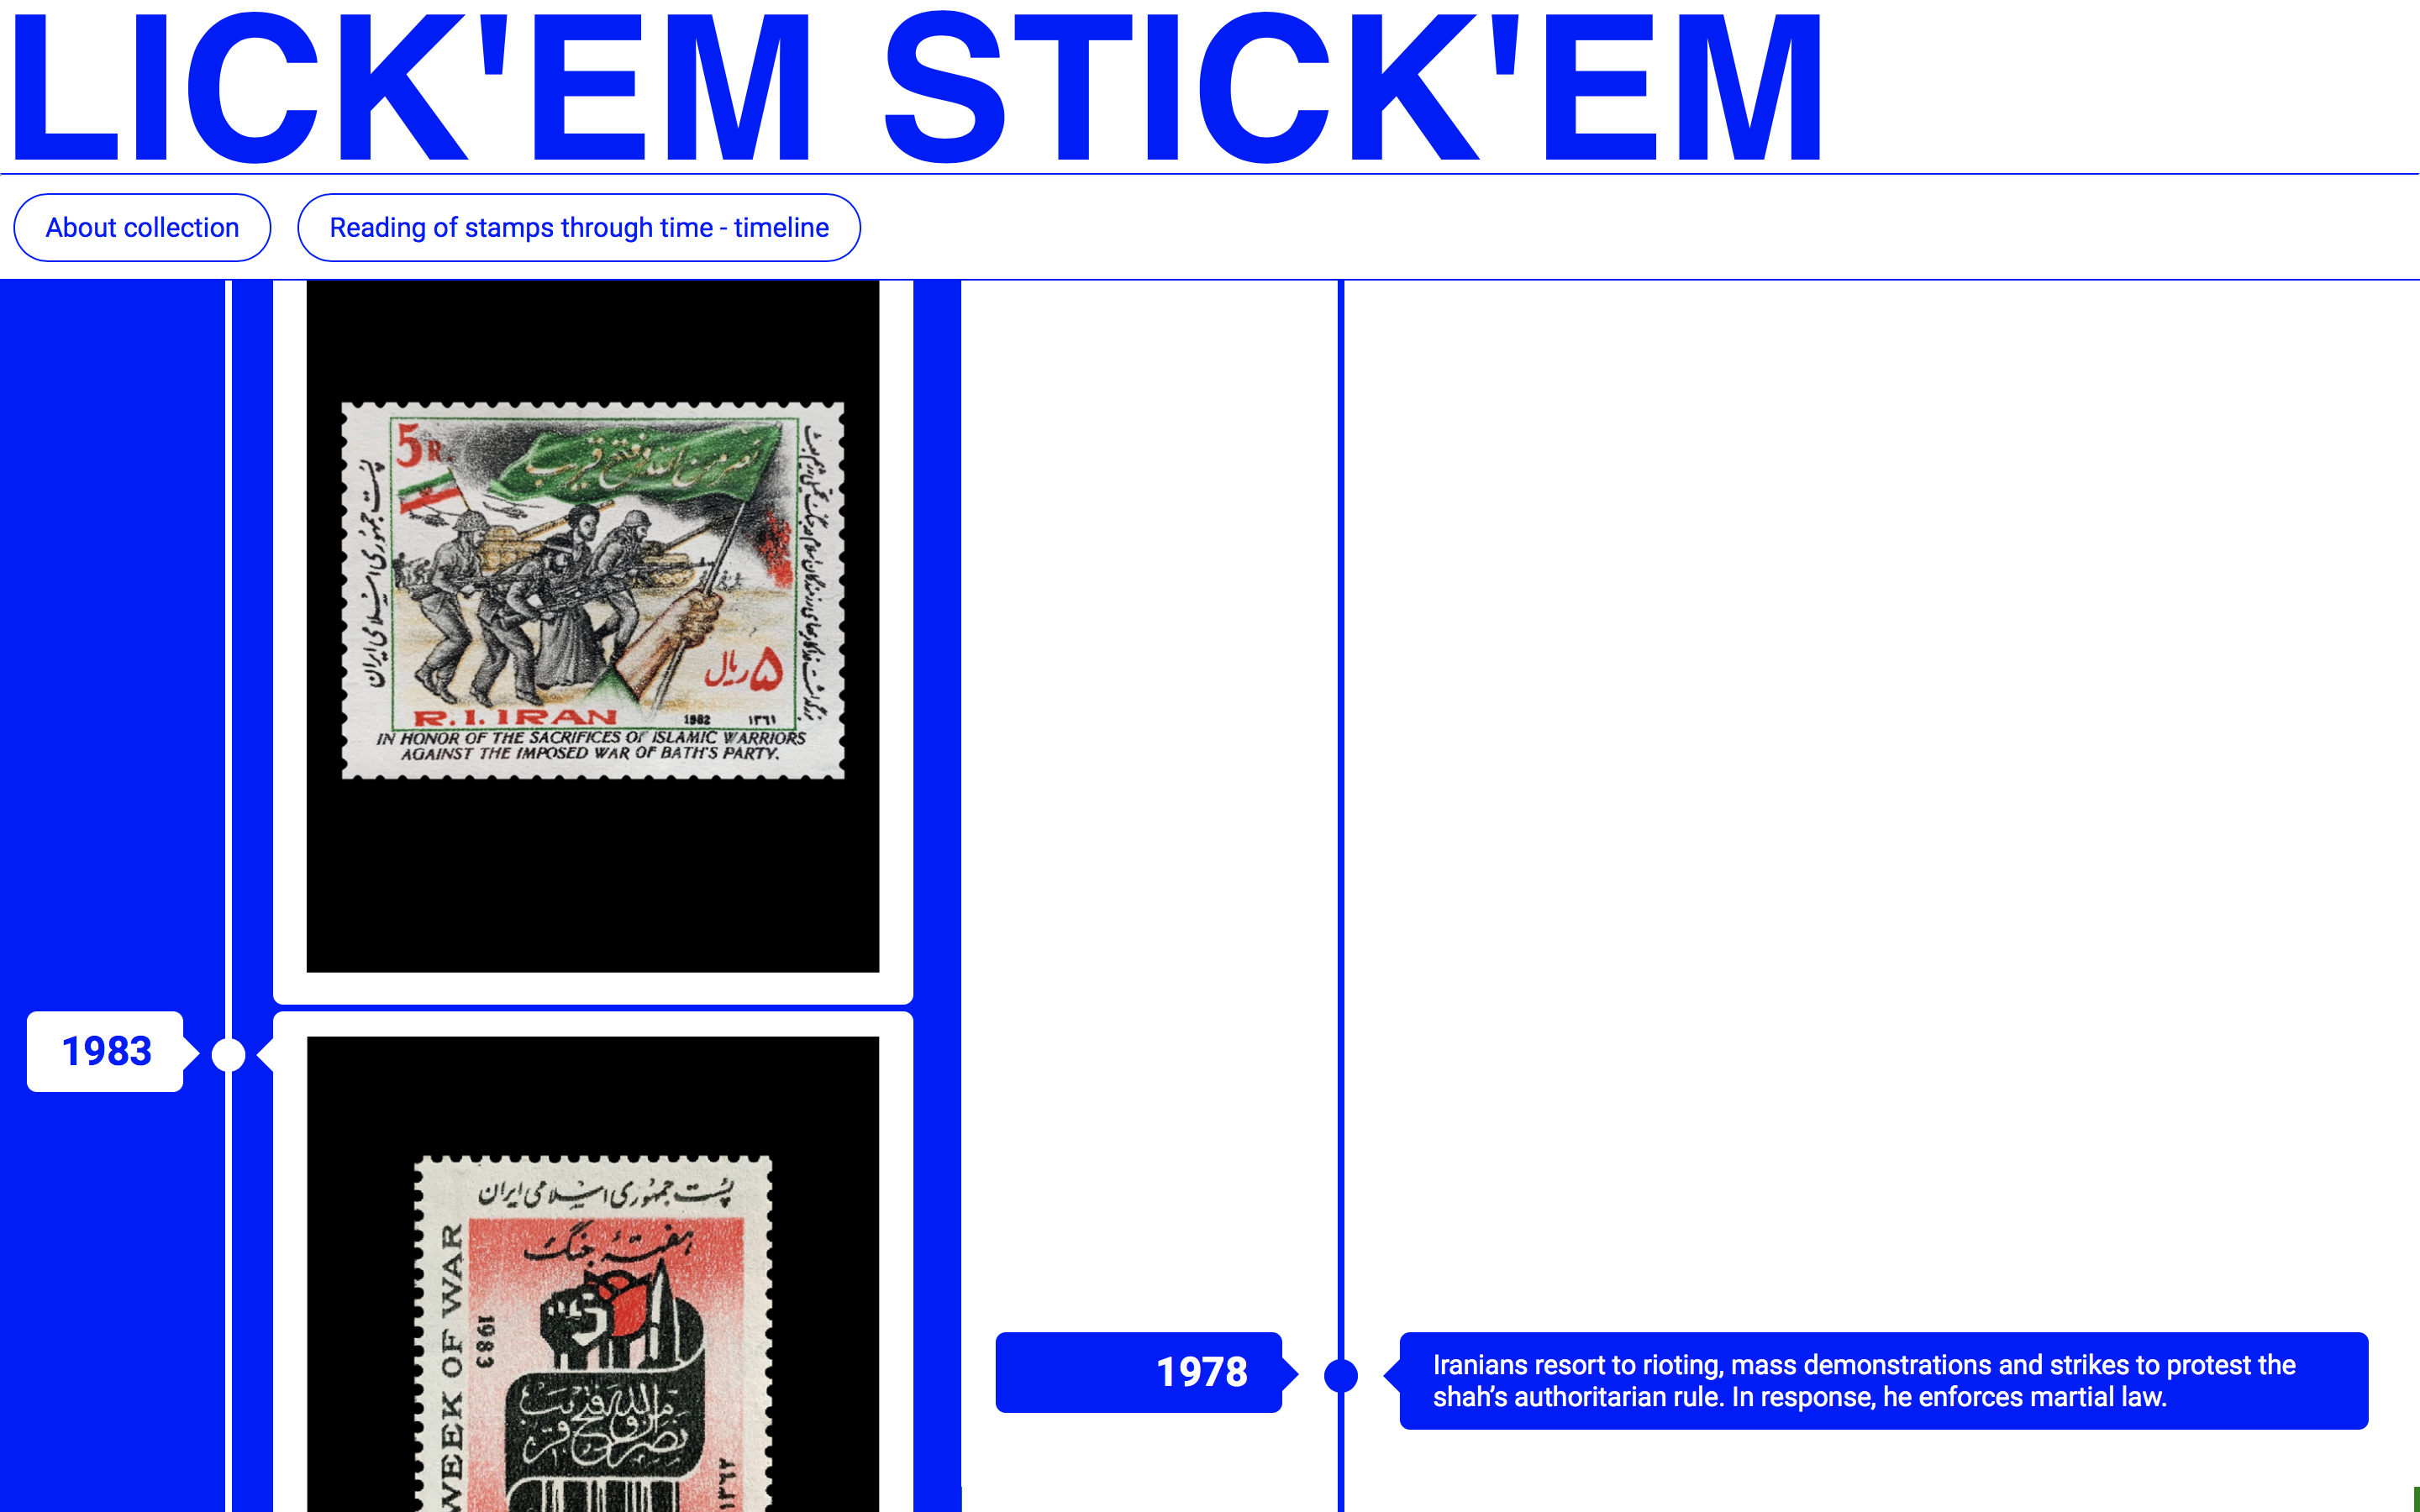 LICK'EM STICK'EM
About collection
Reading of stamps through time - timeline
5R.
نصر من الله و فتح قریب
پست جمهوری اسلامی ایران
۵ ریال
R.I. IRAN
1982 ۱۳۶۱
IN HONOR OF THE SACRIFICES OF ISLAMIC WARRIORS
AGAINST THE IMPOSED WAR OF BATH'S PARTY.
1983
پست جمهوری اسلامی ایران
هفتهٔ جنگ
WEEK OF WAR
1983
نصر من الله و فتح قریب
۱۳۶۲
1978
Iranians resort to rioting, mass demonstrations and strikes to protest the
shah’s authoritarian rule. In response, he enforces martial law.